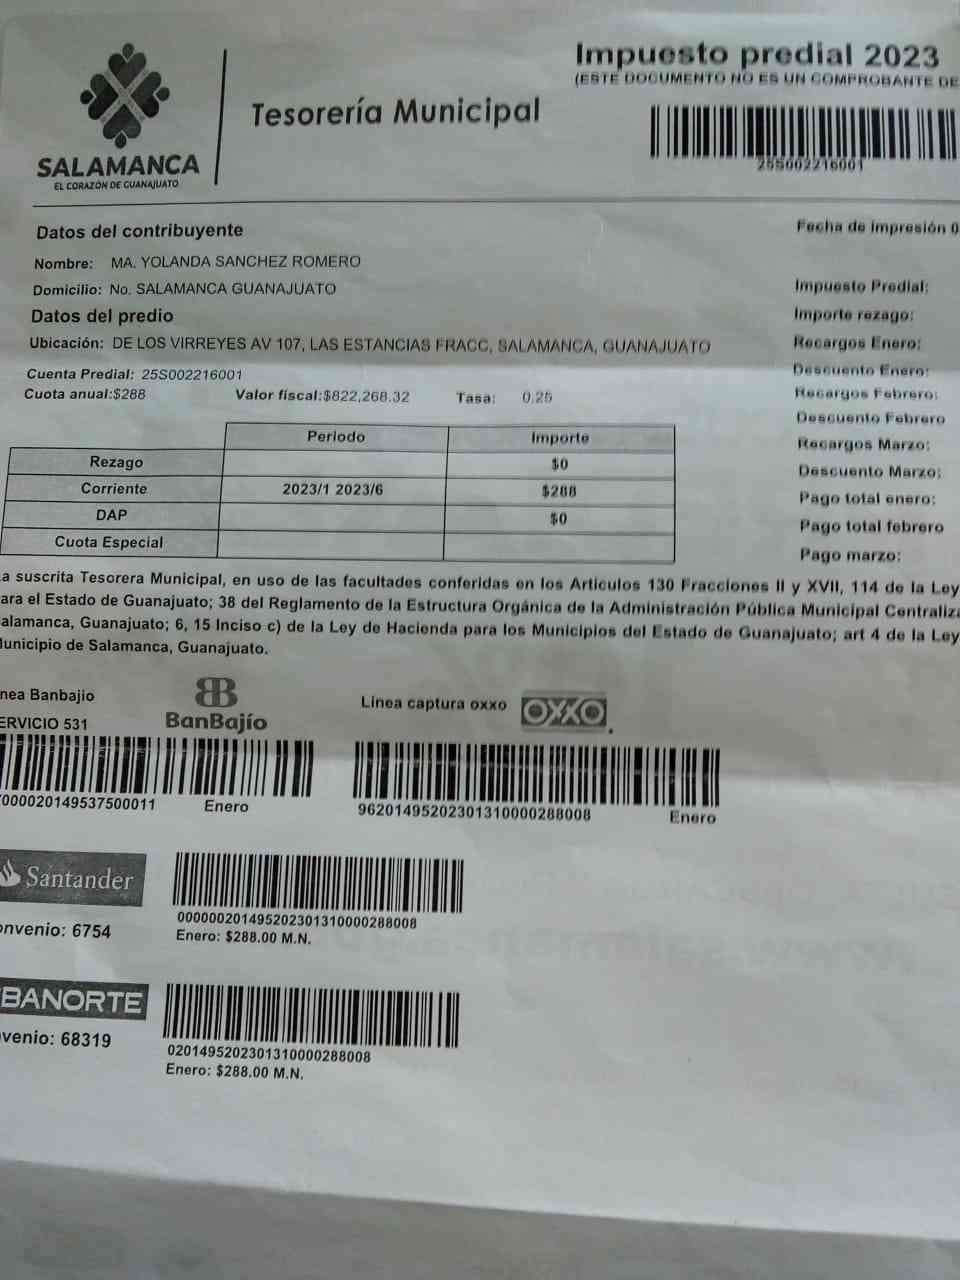 Impuesto predial 2023
(ESTE DOCUMENTO NO ES UN COMPROBANTE DE
25S002216001
Tesorería Municipal
SALAMANCA
EL CORAZÓN DE GUANAJUATO
Datos del contribuyente
Fecha de impresión 0
Nombre: MA. YOLANDA SANCHEZ ROMERO
Domicilio: No. SALAMANCA GUANAJUATO
Impuesto Predial:
Datos del predio
Importe rezago:
Ubicación: DE LOS VIRREYES AV 107, LAS ESTANCIAS FRACC, SALAMANCA, GUANAJUATO
Recargos Enero:
Cuenta Predial: 25S002216001
Descuento Enero:
Cuota anual:$288 Valor fiscal:$822,268.32 Tasa: 0.25
Recargos Febrero:
Descuento Febrero
Recargos Marzo:
Descuento Marzo:
Pago total enero:
Pago total febrero
Pago marzo:
Periodo Importe
Rezago $0
Corriente 2023/1 2023/6 $288
DAP $0
Cuota Especial
a suscrita Tesorera Municipal, en uso de las facultades conferidas en los Articulos 130 Fracciones II y XVII, 114 de la Ley
ara el Estado de Guanajuato; 38 del Reglamento de la Estructura Orgánica de la Administración Pública Municipal Centraliza
alamanca, Guanajuato; 6, 15 Inciso c) de la Ley de Hacienda para los Municipios del Estado de Guanajuato; art 4 de la Ley
unicipio de Salamanca, Guanajuato.
nea Banbajio
ERVICIO 531
BanBajío
Linea captura oxxo OXXO
000020149537500011 Enero
96201495202301310000288008 Enero
Santander
onvenio: 6754
000000201495202301310000288008
Enero: $288.00 M.N.
BANORTE
venio: 68319
0201495202301310000288008
Enero: $288.00 M.N.